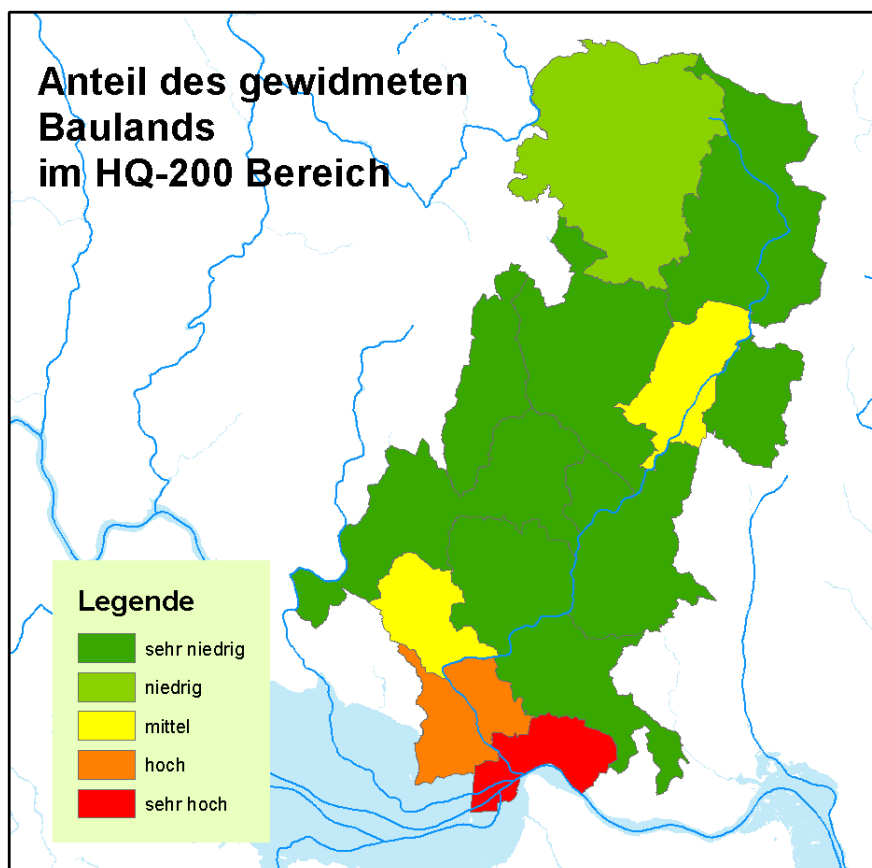 Anteil des gewidmeten
Baulands
im HQ-200 Bereich
Legende
sehr niedrig
niedrig
mittel
hoch
sehr hoch